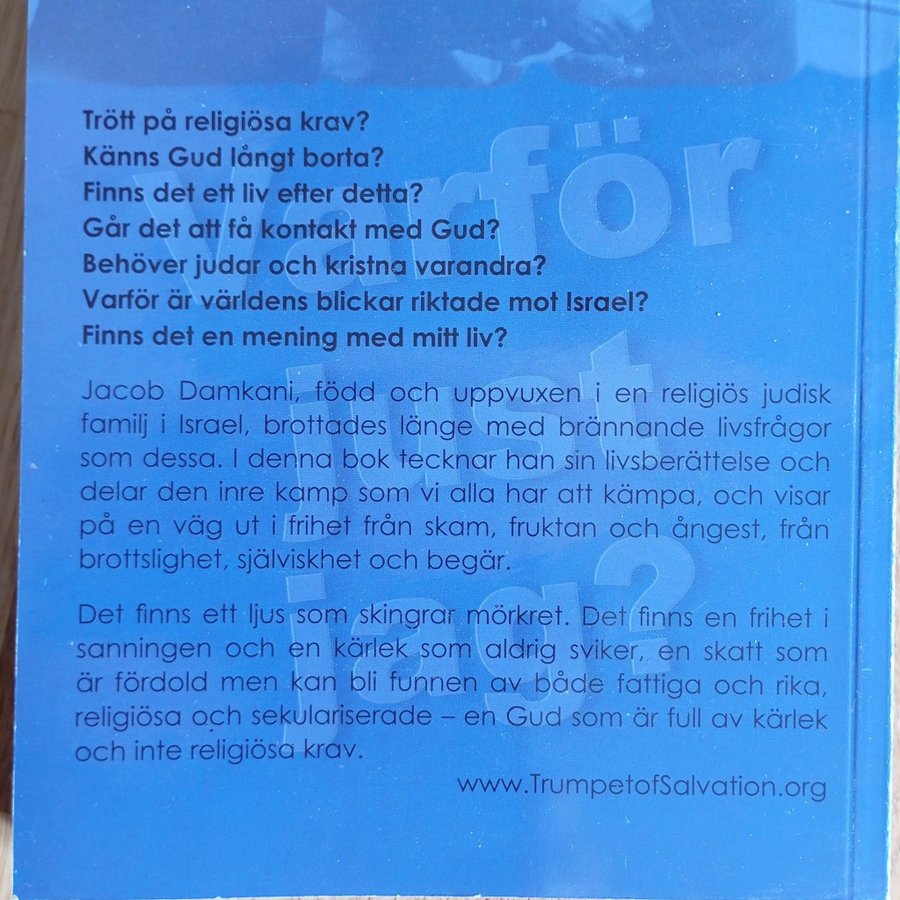 Trött på religiösa krav?
Känns Gud långt borta?
Finns det ett liv efter detta?
Går det att få kontakt med Gud?
Behöver judar och kristna varandra?
Varför är världens blickar riktade mot Israel?
Finns det en mening med mitt liv?
Jacob Damkani, född och uppvuxen i en religiös judisk
familj i Israel, brottades länge med brännande livsfrågor
som dessa. I denna bok tecknar han sin livsberättelse och
delar den inre kamp som vi alla har att kämpa, och visar
på en väg ut i frihet från skam, fruktan och ångest, från
brottslighet, själviskhet och begär.
Det finns ett ljus som skingrar mörkret. Det finns en frihet i
sanningen och en kärlek som aldrig sviker, en skatt som
är fördold men kan bli funnen av både fattiga och rika,
religiösa och sekulariserade – en Gud som är full av kärlek
och inte religiösa krav.
www.TrumpetofSalvation.org
Varför
just
jag?